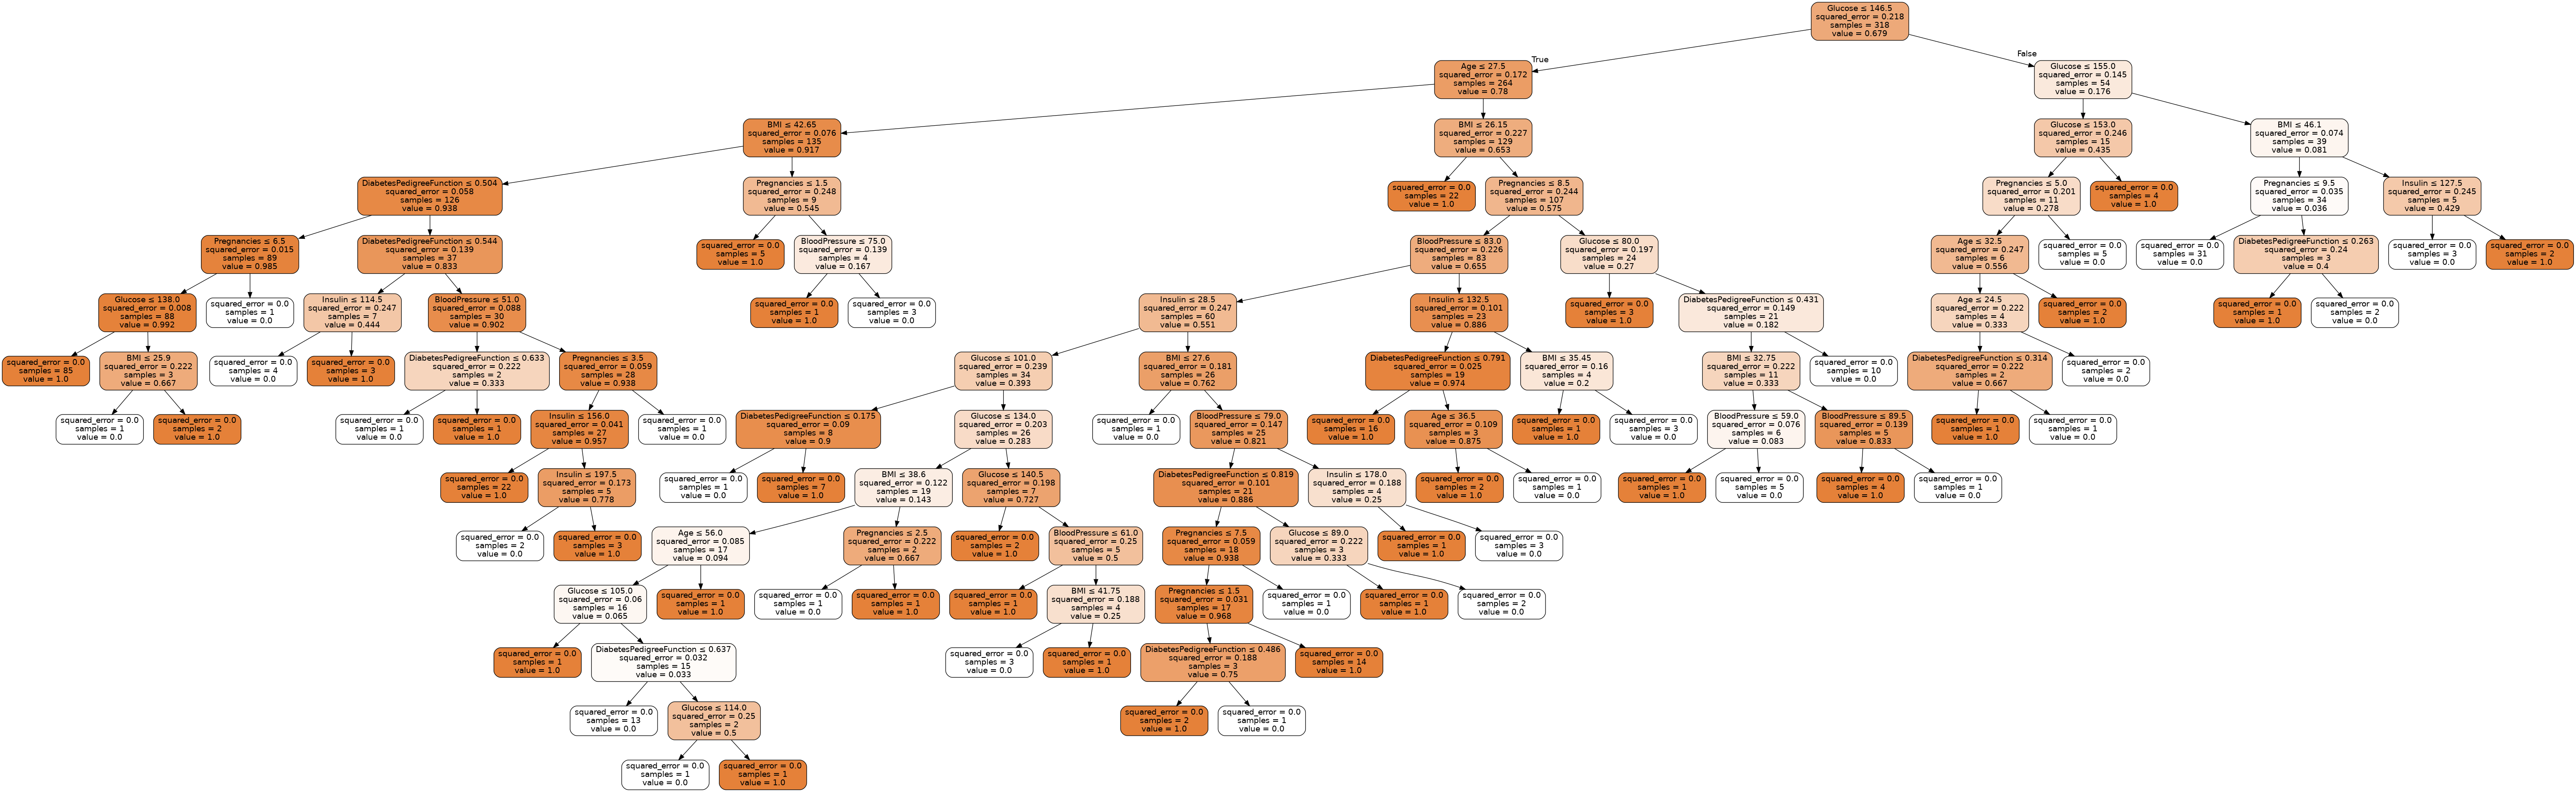 Glucose ≤ 146.5
squared_error = 0.218
samples = 318
value = 0.679
True
False
Age ≤ 27.5
squared_error = 0.172
samples = 264
value = 0.78
Glucose ≤ 155.0
squared_error = 0.145
samples = 54
value = 0.176
BMI ≤ 42.65
squared_error = 0.076
samples = 135
value = 0.917
BMI ≤ 26.15
squared_error = 0.227
samples = 129
value = 0.653
Glucose ≤ 153.0
squared_error = 0.246
samples = 15
value = 0.435
BMI ≤ 46.1
squared_error = 0.074
samples = 39
value = 0.081
DiabetesPedigreeFunction ≤ 0.504
squared_error = 0.058
samples = 126
value = 0.938
Pregnancies ≤ 1.5
squared_error = 0.248
samples = 9
value = 0.545
squared_error = 0.0
samples = 22
value = 1.0
Pregnancies ≤ 8.5
squared_error = 0.244
samples = 107
value = 0.575
Pregnancies ≤ 5.0
squared_error = 0.201
samples = 11
value = 0.278
squared_error = 0.0
samples = 4
value = 1.0
Pregnancies ≤ 9.5
squared_error = 0.035
samples = 34
value = 0.036
Insulin ≤ 127.5
squared_error = 0.245
samples = 5
value = 0.429
Pregnancies ≤ 6.5
squared_error = 0.015
samples = 89
value = 0.985
DiabetesPedigreeFunction ≤ 0.544
squared_error = 0.139
samples = 37
value = 0.833
squared_error = 0.0
samples = 5
value = 1.0
BloodPressure ≤ 75.0
squared_error = 0.139
samples = 4
value = 0.167
BloodPressure ≤ 83.0
squared_error = 0.226
samples = 83
value = 0.655
Glucose ≤ 80.0
squared_error = 0.197
samples = 24
value = 0.27
Age ≤ 32.5
squared_error = 0.247
samples = 6
value = 0.556
squared_error = 0.0
samples = 5
value = 0.0
squared_error = 0.0
samples = 31
value = 0.0
DiabetesPedigreeFunction ≤ 0.263
squared_error = 0.24
samples = 3
value = 0.4
squared_error = 0.0
samples = 3
value = 0.0
squared_error = 0.0
samples = 2
value = 1.0
Glucose ≤ 138.0
squared_error = 0.008
samples = 88
value = 0.992
squared_error = 0.0
samples = 1
value = 0.0
Insulin ≤ 114.5
squared_error = 0.247
samples = 7
value = 0.444
BloodPressure ≤ 51.0
squared_error = 0.088
samples = 30
value = 0.902
squared_error = 0.0
samples = 1
value = 1.0
squared_error = 0.0
samples = 3
value = 0.0
Insulin ≤ 28.5
squared_error = 0.247
samples = 60
value = 0.551
Insulin ≤ 132.5
squared_error = 0.101
samples = 23
value = 0.886
squared_error = 0.0
samples = 3
value = 1.0
DiabetesPedigreeFunction ≤ 0.431
squared_error = 0.149
samples = 21
value = 0.182
Age ≤ 24.5
squared_error = 0.222
samples = 4
value = 0.333
squared_error = 0.0
samples = 2
value = 1.0
squared_error = 0.0
samples = 1
value = 1.0
squared_error = 0.0
samples = 2
value = 0.0
squared_error = 0.0
samples = 85
value = 1.0
BMI ≤ 25.9
squared_error = 0.222
samples = 3
value = 0.667
squared_error = 0.0
samples = 4
value = 0.0
squared_error = 0.0
samples = 3
value = 1.0
DiabetesPedigreeFunction ≤ 0.633
squared_error = 0.222
samples = 2
value = 0.333
Pregnancies ≤ 3.5
squared_error = 0.059
samples = 28
value = 0.938
Glucose ≤ 101.0
squared_error = 0.239
samples = 34
value = 0.393
BMI ≤ 27.6
squared_error = 0.181
samples = 26
value = 0.762
DiabetesPedigreeFunction ≤ 0.791
squared_error = 0.025
samples = 19
value = 0.974
BMI ≤ 35.45
squared_error = 0.16
samples = 4
value = 0.2
BMI ≤ 32.75
squared_error = 0.222
samples = 11
value = 0.333
squared_error = 0.0
samples = 10
value = 0.0
DiabetesPedigreeFunction ≤ 0.314
squared_error = 0.222
samples = 2
value = 0.667
squared_error = 0.0
samples = 2
value = 0.0
squared_error = 0.0
samples = 1
value = 0.0
squared_error = 0.0
samples = 2
value = 1.0
squared_error = 0.0
samples = 1
value = 0.0
squared_error = 0.0
samples = 1
value = 1.0
Insulin ≤ 156.0
squared_error = 0.041
samples = 27
value = 0.957
squared_error = 0.0
samples = 1
value = 0.0
DiabetesPedigreeFunction ≤ 0.175
squared_error = 0.09
samples = 8
value = 0.9
Glucose ≤ 134.0
squared_error = 0.203
samples = 26
value = 0.283
squared_error = 0.0
samples = 1
value = 0.0
BloodPressure ≤ 79.0
squared_error = 0.147
samples = 25
value = 0.821
squared_error = 0.0
samples = 16
value = 1.0
Age ≤ 36.5
squared_error = 0.109
samples = 3
value = 0.875
squared_error = 0.0
samples = 1
value = 1.0
squared_error = 0.0
samples = 3
value = 0.0
BloodPressure ≤ 59.0
squared_error = 0.076
samples = 6
value = 0.083
BloodPressure ≤ 89.5
squared_error = 0.139
samples = 5
value = 0.833
squared_error = 0.0
samples = 1
value = 1.0
squared_error = 0.0
samples = 1
value = 0.0
squared_error = 0.0
samples = 22
value = 1.0
Insulin ≤ 197.5
squared_error = 0.173
samples = 5
value = 0.778
squared_error = 0.0
samples = 1
value = 0.0
squared_error = 0.0
samples = 7
value = 1.0
BMI ≤ 38.6
squared_error = 0.122
samples = 19
value = 0.143
Glucose ≤ 140.5
squared_error = 0.198
samples = 7
value = 0.727
DiabetesPedigreeFunction ≤ 0.819
squared_error = 0.101
samples = 21
value = 0.886
Insulin ≤ 178.0
squared_error = 0.188
samples = 4
value = 0.25
squared_error = 0.0
samples = 2
value = 1.0
squared_error = 0.0
samples = 1
value = 0.0
squared_error = 0.0
samples = 1
value = 1.0
squared_error = 0.0
samples = 5
value = 0.0
squared_error = 0.0
samples = 4
value = 1.0
squared_error = 0.0
samples = 1
value = 0.0
squared_error = 0.0
samples = 2
value = 0.0
squared_error = 0.0
samples = 3
value = 1.0
Age ≤ 56.0
squared_error = 0.085
samples = 17
value = 0.094
Pregnancies ≤ 2.5
squared_error = 0.222
samples = 2
value = 0.667
squared_error = 0.0
samples = 2
value = 1.0
BloodPressure ≤ 61.0
squared_error = 0.25
samples = 5
value = 0.5
Pregnancies ≤ 7.5
squared_error = 0.059
samples = 18
value = 0.938
Glucose ≤ 89.0
squared_error = 0.222
samples = 3
value = 0.333
squared_error = 0.0
samples = 1
value = 1.0
squared_error = 0.0
samples = 3
value = 0.0
Glucose ≤ 105.0
squared_error = 0.06
samples = 16
value = 0.065
squared_error = 0.0
samples = 1
value = 1.0
squared_error = 0.0
samples = 1
value = 0.0
squared_error = 0.0
samples = 1
value = 1.0
squared_error = 0.0
samples = 1
value = 1.0
BMI ≤ 41.75
squared_error = 0.188
samples = 4
value = 0.25
Pregnancies ≤ 1.5
squared_error = 0.031
samples = 17
value = 0.968
squared_error = 0.0
samples = 1
value = 0.0
squared_error = 0.0
samples = 1
value = 1.0
squared_error = 0.0
samples = 2
value = 0.0
squared_error = 0.0
samples = 1
value = 1.0
DiabetesPedigreeFunction ≤ 0.637
squared_error = 0.032
samples = 15
value = 0.033
squared_error = 0.0
samples = 3
value = 0.0
squared_error = 0.0
samples = 1
value = 1.0
DiabetesPedigreeFunction ≤ 0.486
squared_error = 0.188
samples = 3
value = 0.75
squared_error = 0.0
samples = 14
value = 1.0
squared_error = 0.0
samples = 13
value = 0.0
Glucose ≤ 114.0
squared_error = 0.25
samples = 2
value = 0.5
squared_error = 0.0
samples = 2
value = 1.0
squared_error = 0.0
samples = 1
value = 0.0
squared_error = 0.0
samples = 1
value = 0.0
squared_error = 0.0
samples = 1
value = 1.0